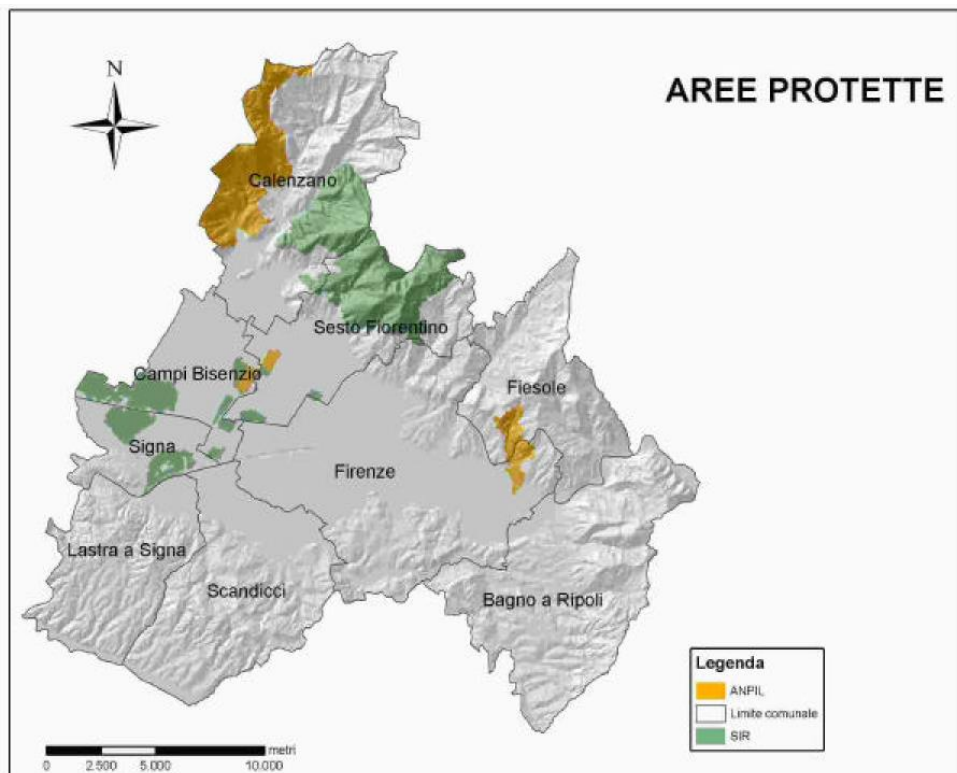 AREE PROTETTE
N
Calenzano
Sesto Fiorentino
Campi Bisenzio
Fiesole
Signa
Firenze
Lastra a Signa
Scandicci
Bagno a Ripoli
Legenda
ANPIL
Limite comunale
SIR
metri
0 2.500 5.000 10.000